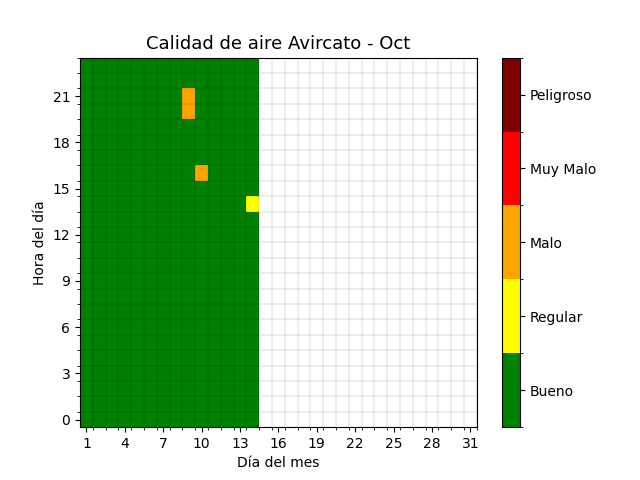 Calidad de aire Avircato - Oct
Hora del día
21
18
15
12
9
6
3
0
1 4 7 10 13 16 19 22 25 28 31
Día del mes
Peligroso
Muy Malo
Malo
Regular
Bueno